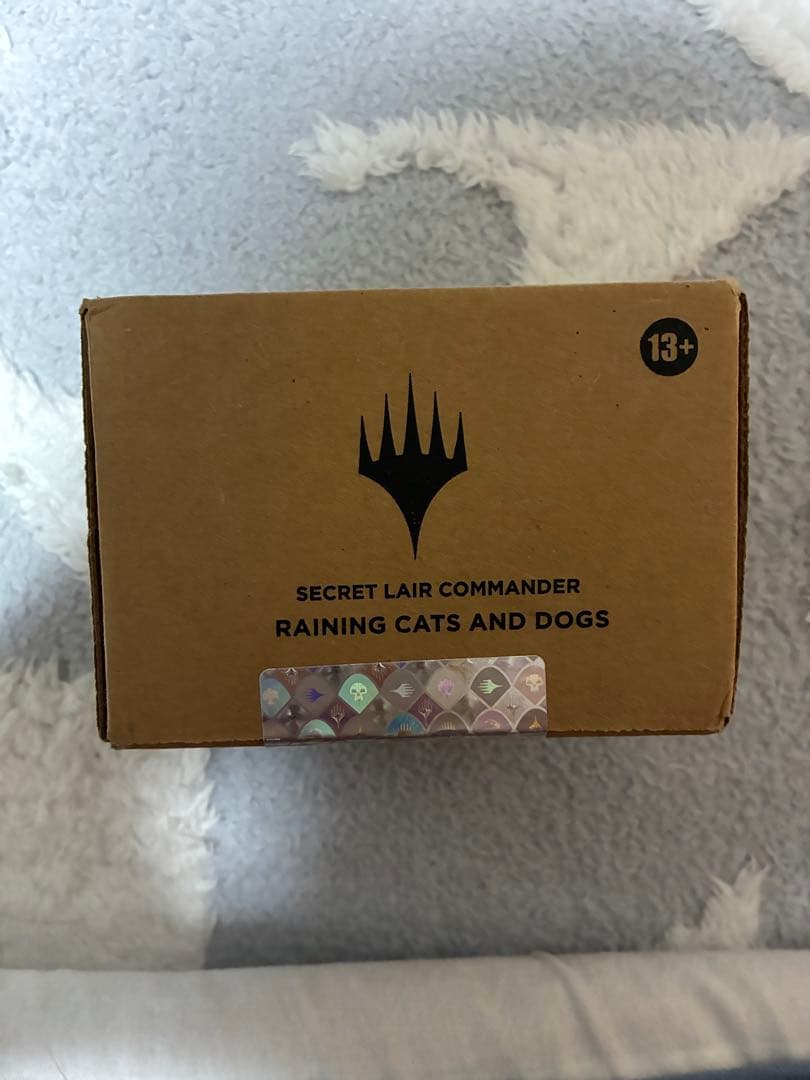 13+
SECRET LAIR COMMANDER
RAINING CATS AND DOGS